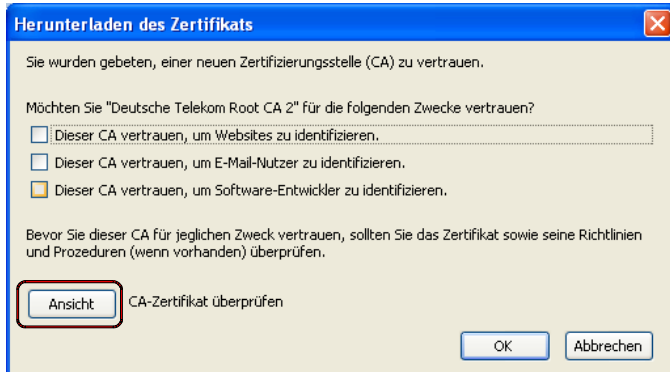 Herunterladen des Zertifikats
Sie wurden gebeten, einer neuen Zertifizierungsstelle (CA) zu vertrauen.
Möchten Sie "Deutsche Telekom Root CA 2" für die folgenden Zwecke vertrauen?
Dieser CA vertrauen, um Websites zu identifizieren.
Dieser CA vertrauen, um E-Mail-Nutzer zu identifizieren.
Dieser CA vertrauen, um Software-Entwickler zu identifizieren.
Bevor Sie dieser CA für jeglichen Zweck vertrauen, sollten Sie das Zertifikat sowie seine Richtlinien
und Prozeduren (wenn vorhanden) überprüfen.
Ansicht CA-Zertifikat überprüfen
OK Abbrechen